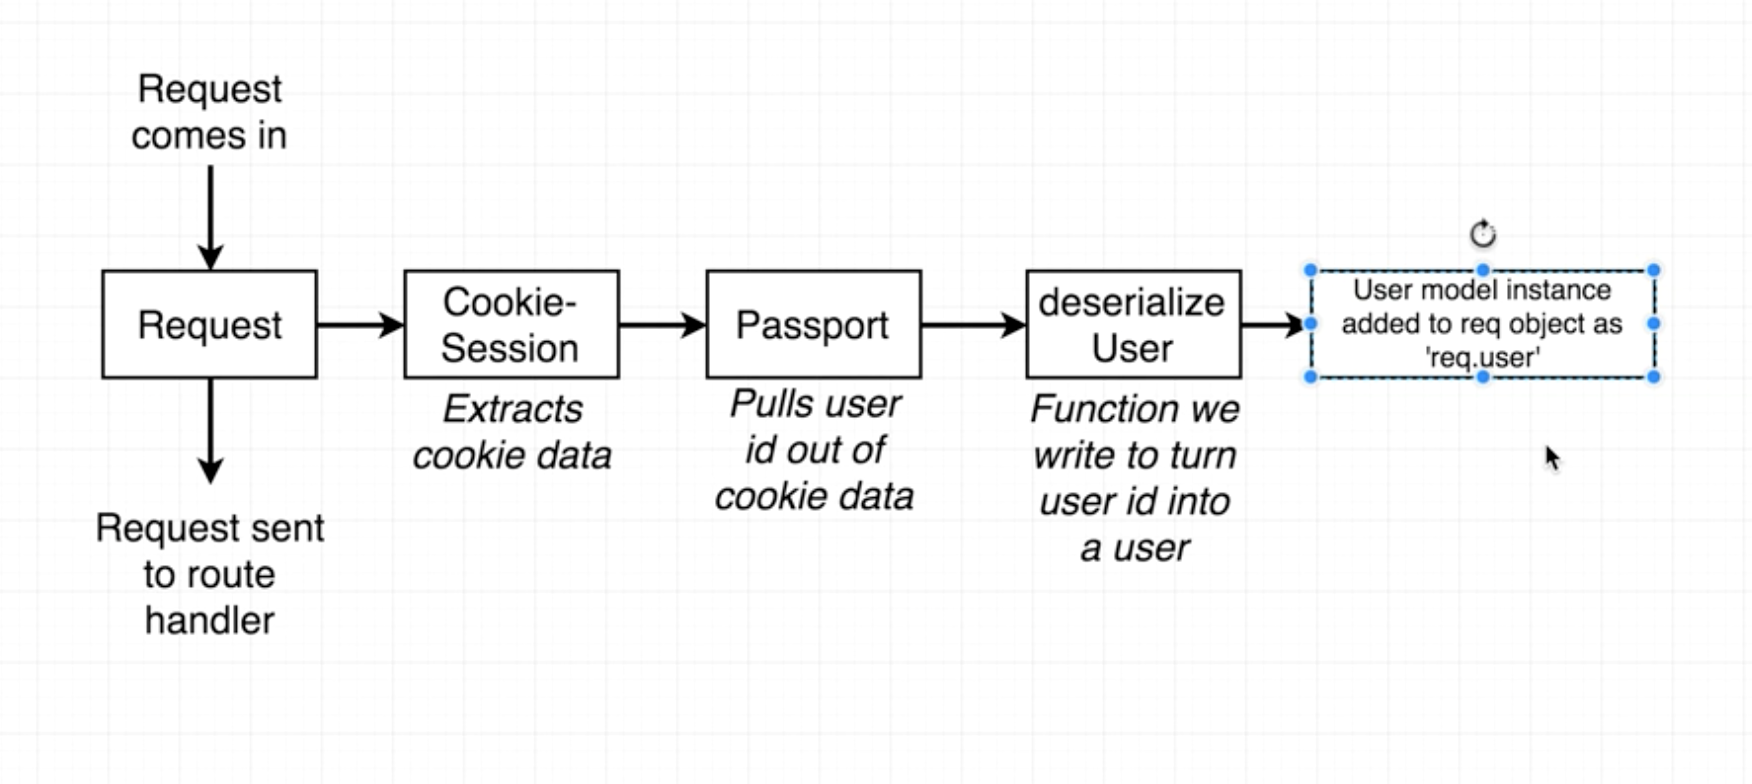 Request
comes in
Request
Cookie-
Session
Passport
deserialize
User
User model instance
added to req object as
'req.user'
Extracts
cookie data
Pulls user
id out of
cookie data
Function we
write to turn
user id into
a user
Request sent
to route
handler